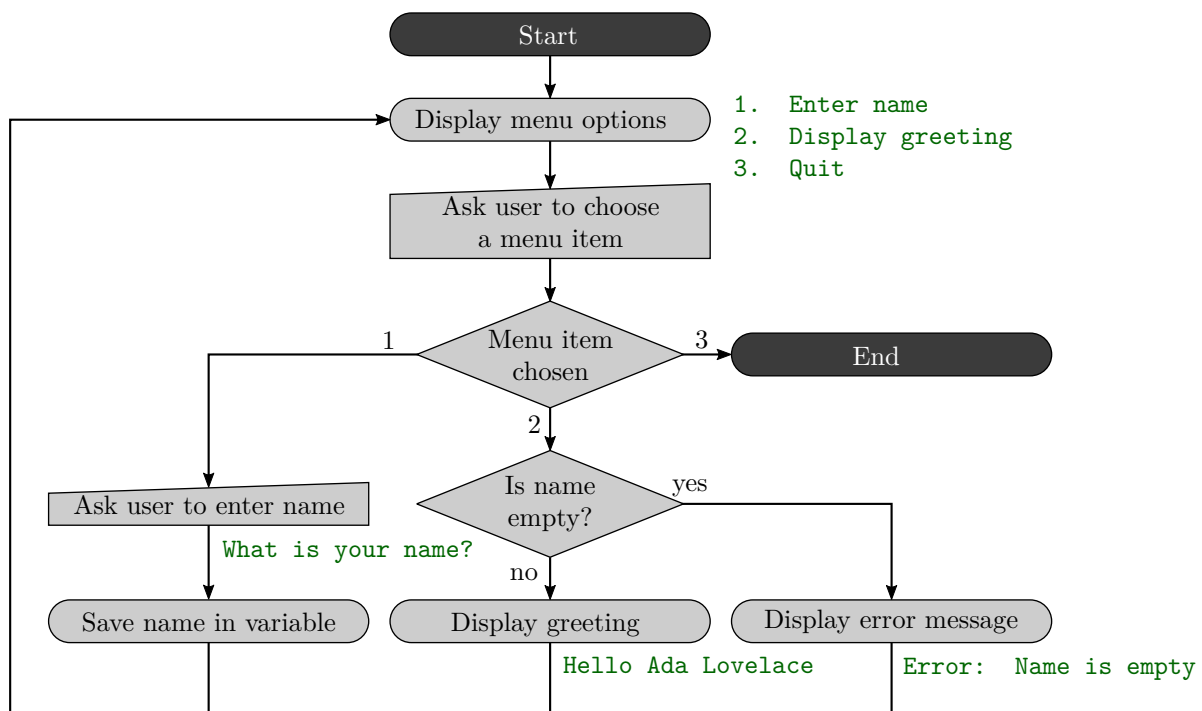 Start
Display menu options
1. Enter name
2. Display greeting
3. Quit
Ask user to choose
a menu item
Menu item
chosen
1
3
End
2
Is name
empty?
yes
Ask user to enter name
What is your name?
no
Save name in variable
Display greeting
Display error message
Hello Ada Lovelace
Error: Name is empty